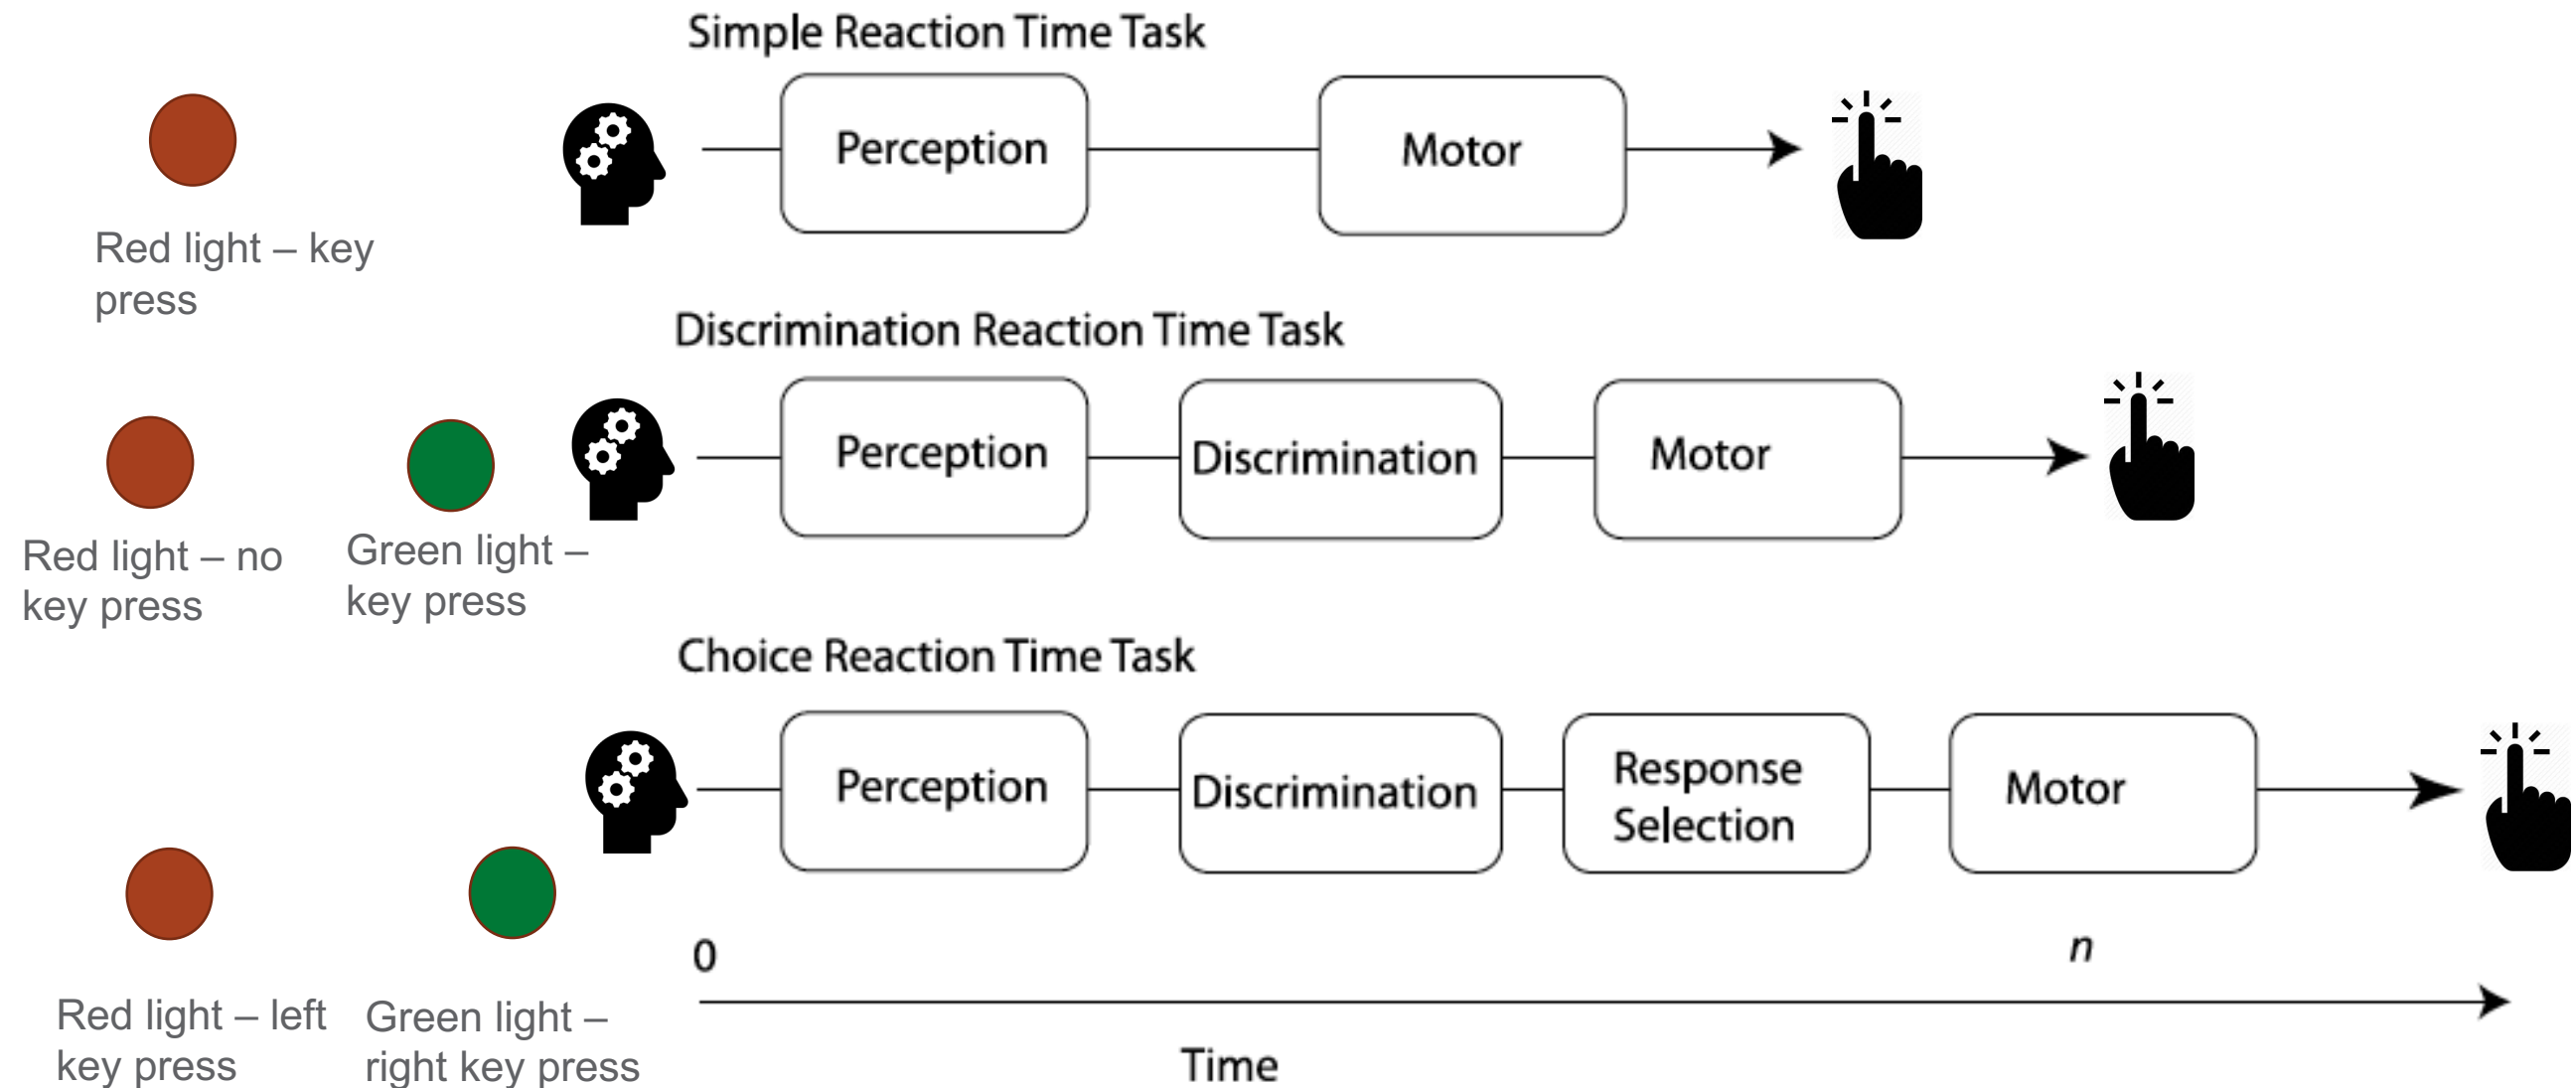 Simple Reaction Time Task
Perception
Motor
Red light – key
press
Discrimination Reaction Time Task
Perception
Discrimination
Motor
Red light – no
key press
Green light –
key press
Choice Reaction Time Task
Perception
Discrimination
Response
Selection
Motor
0
n
Red light – left
key press
Green light –
right key press
Time